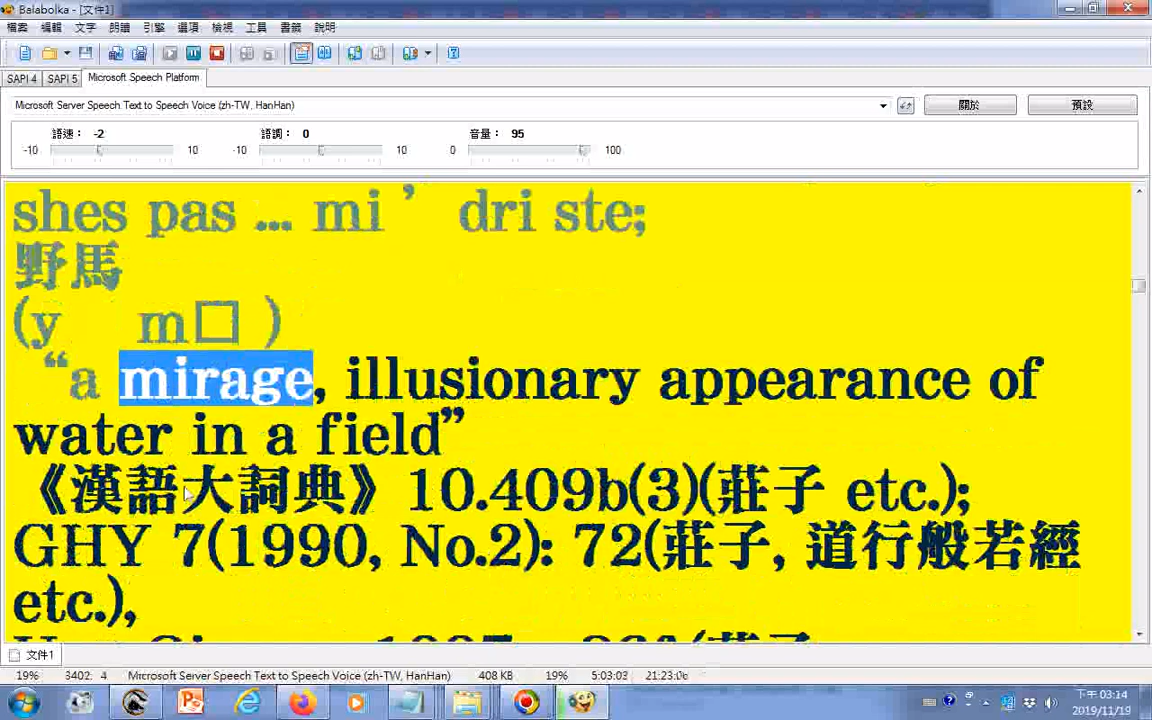 Balabolka - [文件1]
檔案 編輯 文字 朗讀 引擎 選項 檢視 工具 書籤 說明
SAPI 4 SAPI 5 Microsoft Speech Platform
Microsoft Server Speech Text to Speech Voice (zh-TW, HanHan) 關於 預設
語速： -2 語調： 0 音量： 95
-10 10 -10 10 0 100
shes pas ... mi ’ dri ste;
野馬
(y m□ )
“a mirage, illusionary appearance of
water in a field”
《漢語大詞典》 10.409b(3)(莊子 etc.);
GHY 7(1990, No.2): 72(莊子, 道行般若經
etc.),
文件1
19% 3402: 4 Microsoft Server Speech Text to Speech Voice (zh-TW, HanHan) 408 KB 19% 5:03:03 21:23:06
下午 03:14
2019/11/19